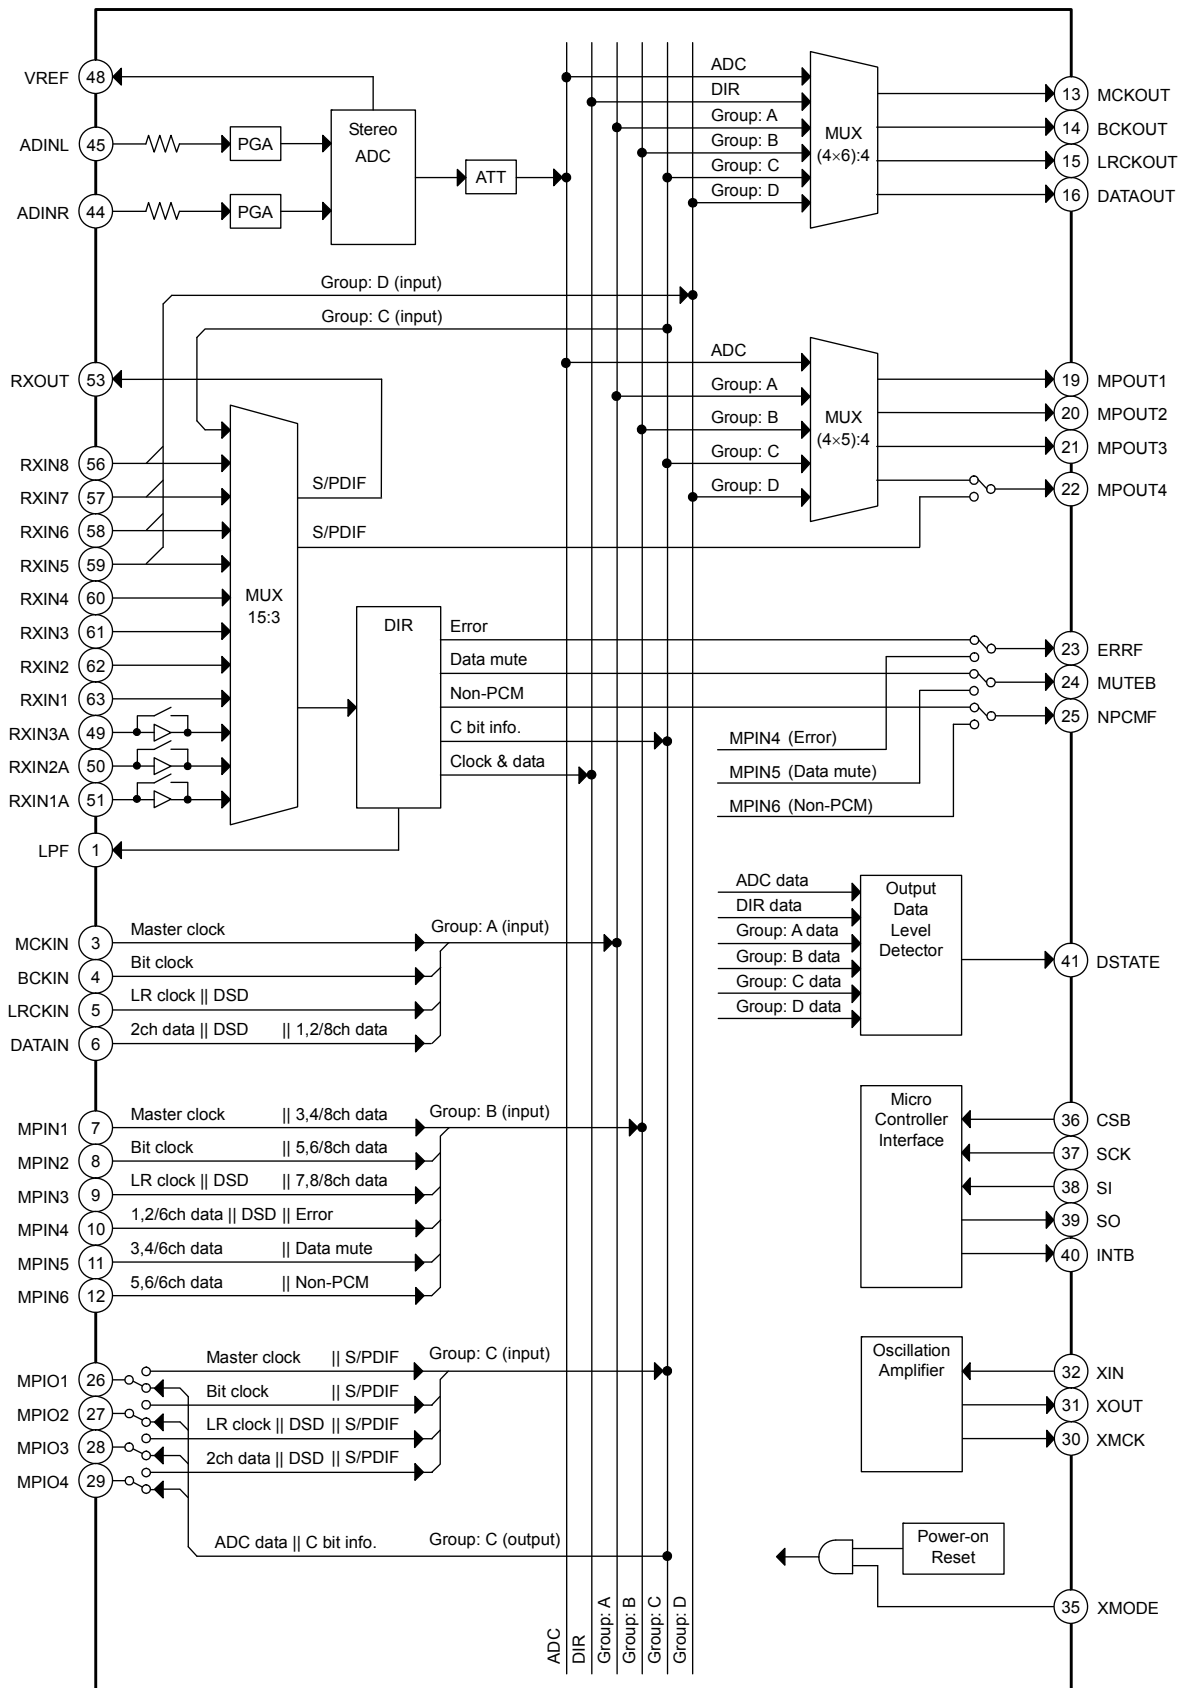 VREF 48
ADINL 45
PGA
Stereo
ADC
ATT
ADINR 44
PGA
ADC
DIR
Group: A
Group: B
Group: C
Group: D
MUX
(4×6):4
13 MCKOUT
14 BCKOUT
15 LRCKOUT
16 DATAOUT
Group: D (input)
Group: C (input)
RXOUT 53
RXIN8 56
RXIN7 57
RXIN6 58
RXIN5 59
RXIN4 60
RXIN3 61
RXIN2 62
RXIN1 63
RXIN3A 49
RXIN2A 50
RXIN1A 51
LPF 1
MUX
15:3
S/PDIF
S/PDIF
ADC
Group: A
Group: B
Group: C
Group: D
MUX
(4×5):4
19 MPOUT1
20 MPOUT2
21 MPOUT3
22 MPOUT4
DIR
Error
Data mute
Non-PCM
C bit info.
Clock & data
23 ERRF
24 MUTEB
25 NPCMF
MPIN4 (Error)
MPIN5 (Data mute)
MPIN6 (Non-PCM)
MCKIN 3 Master clock Group: A (input)
BCKIN 4 Bit clock
LRCKIN 5 LR clock || DSD
DATAIN 6 2ch data || DSD || 1,2/8ch data
ADC data
DIR data
Group: A data
Group: B data
Group: C data
Group: D data
Output
Data
Level
Detector
41 DSTATE
MPIN1 7 Master clock || 3,4/8ch data Group: B (input)
MPIN2 8 Bit clock || 5,6/8ch data
MPIN3 9 LR clock || DSD || 7,8/8ch data
MPIN4 10 1,2/6ch data || DSD || Error
MPIN5 11 3,4/6ch data || Data mute
MPIN6 12 5,6/6ch data || Non-PCM
Micro
Controller
Interface
36 CSB
37 SCK
38 SI
39 SO
40 INTB
MPIO1 26 Master clock || S/PDIF Group: C (input)
MPIO2 27 Bit clock || S/PDIF
MPIO3 28 LR clock || DSD || S/PDIF
MPIO4 29 2ch data || DSD || S/PDIF
ADC data || C bit info. Group: C (output)
Oscillation
Amplifier
32 XIN
31 XOUT
30 XMCK
Power-on
Reset
35 XMODE
ADC
DIR
Group: A
Group: B
Group: C
Group: D